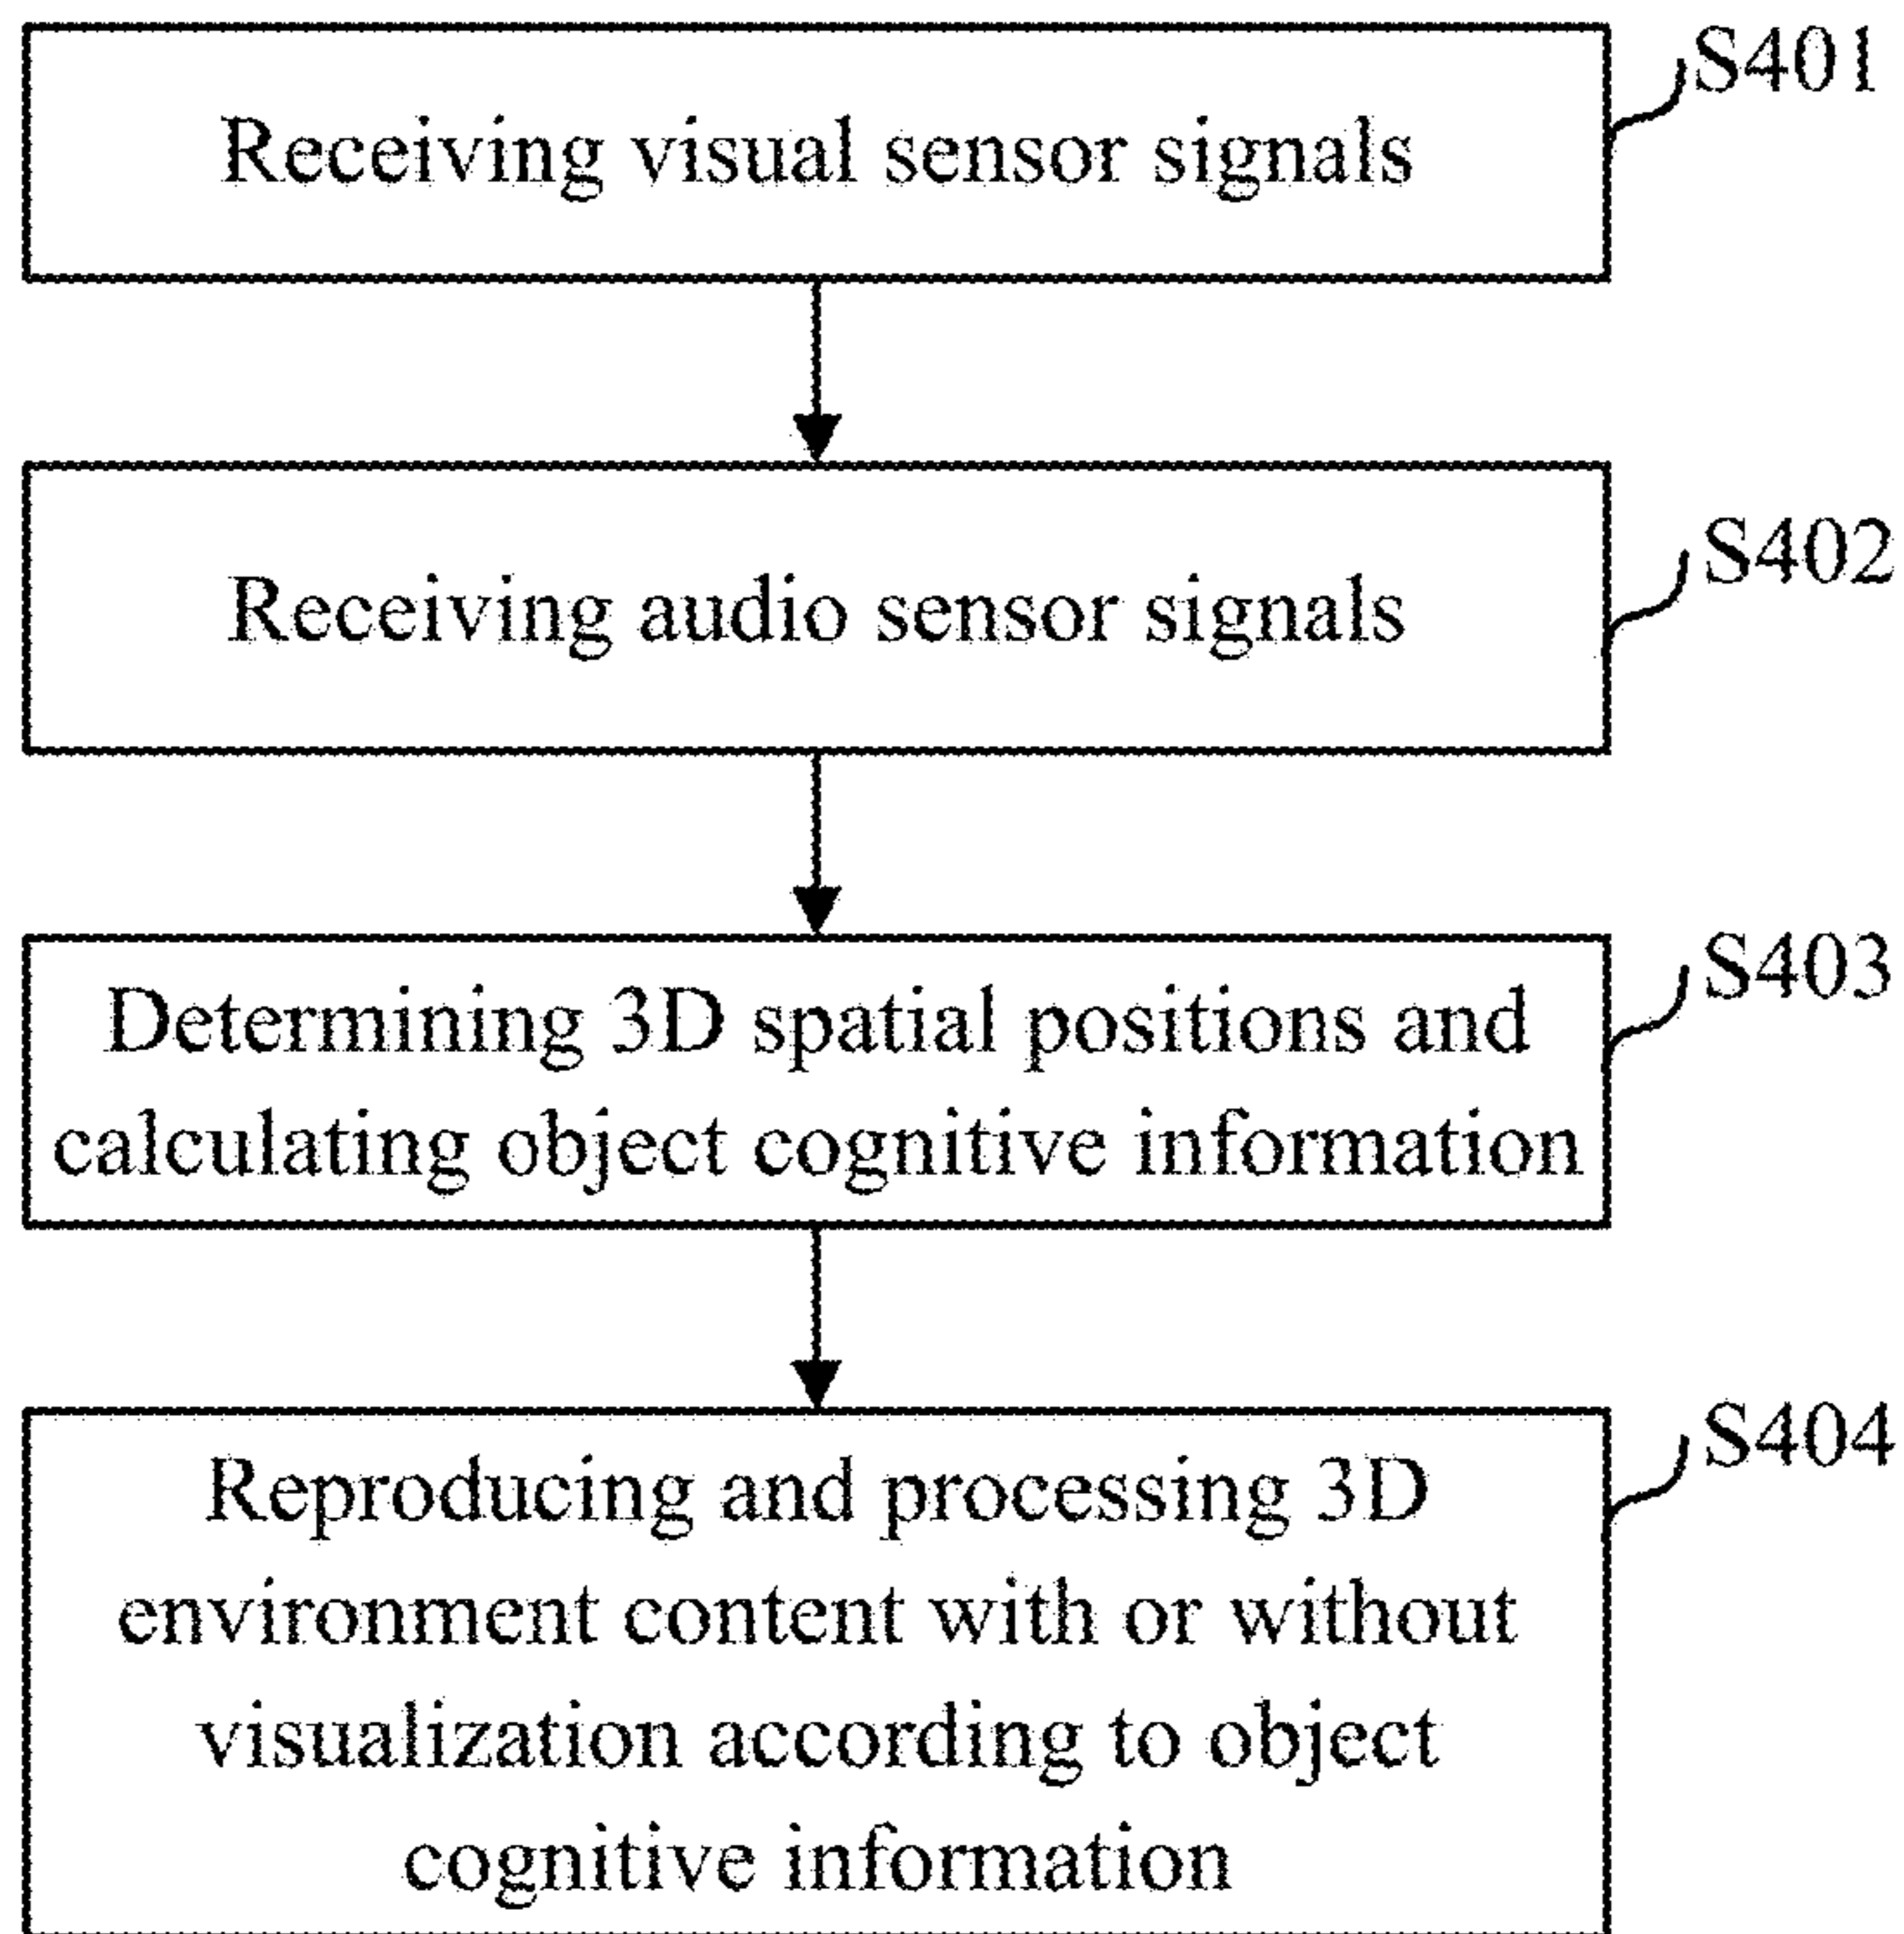 Receiving visual sensor signals
S401
Receiving audio sensor signals
S402
Determining 3D spatial positions and
calculating object cognitive information
S403
Reproducing and processing 3D
environment content with or without
visualization according to object
cognitive information
S404